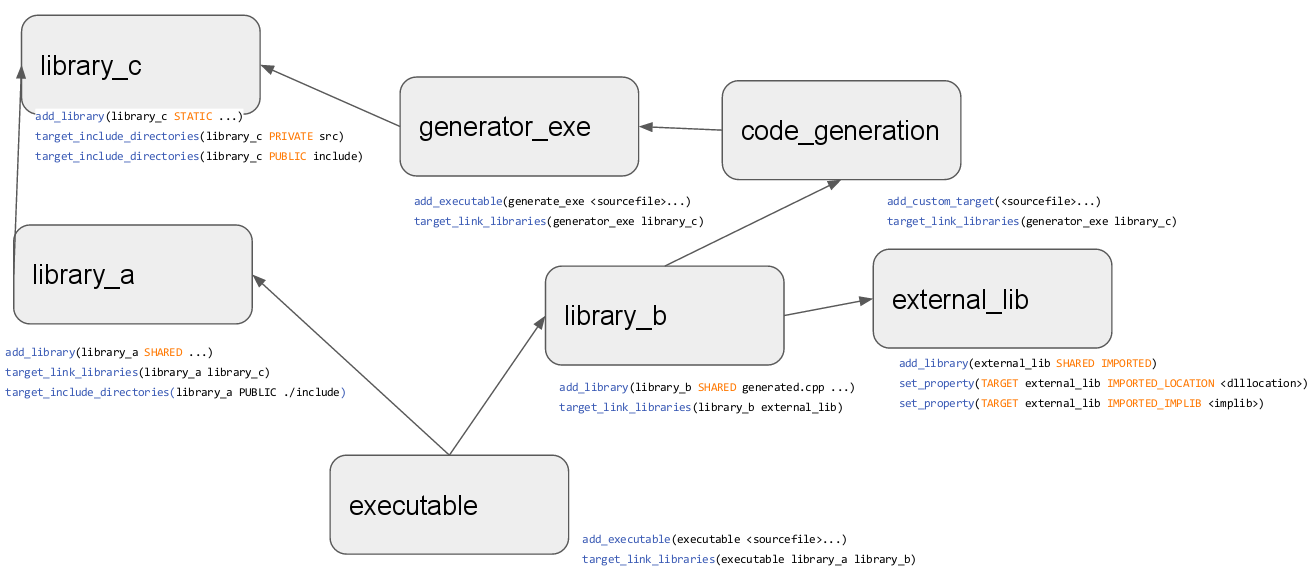 library_c
add_library(library_c STATIC ...)
target_include_directories(library_c PRIVATE src)
target_include_directories(library_c PUBLIC include)
generator_exe
add_executable(generate_exe <sourcefile>...)
target_link_libraries(generator_exe library_c)
code_generation
add_custom_target(<sourcefile>...)
target_link_libraries(generator_exe library_c)
library_a
add_library(library_a SHARED ...)
target_link_libraries(library_a library_c)
target_include_directories(library_a PUBLIC ./include)
library_b
add_library(library_b SHARED generated.cpp ...)
target_link_libraries(library_b external_lib)
external_lib
add_library(external_lib SHARED IMPORTED)
set_property(TARGET external_lib IMPORTED_LOCATION <dlllocation>)
set_property(TARGET external_lib IMPORTED_IMPLIB <implib>)
executable
add_executable(executable <sourcefile>...)
target_link_libraries(executable library_a library_b)